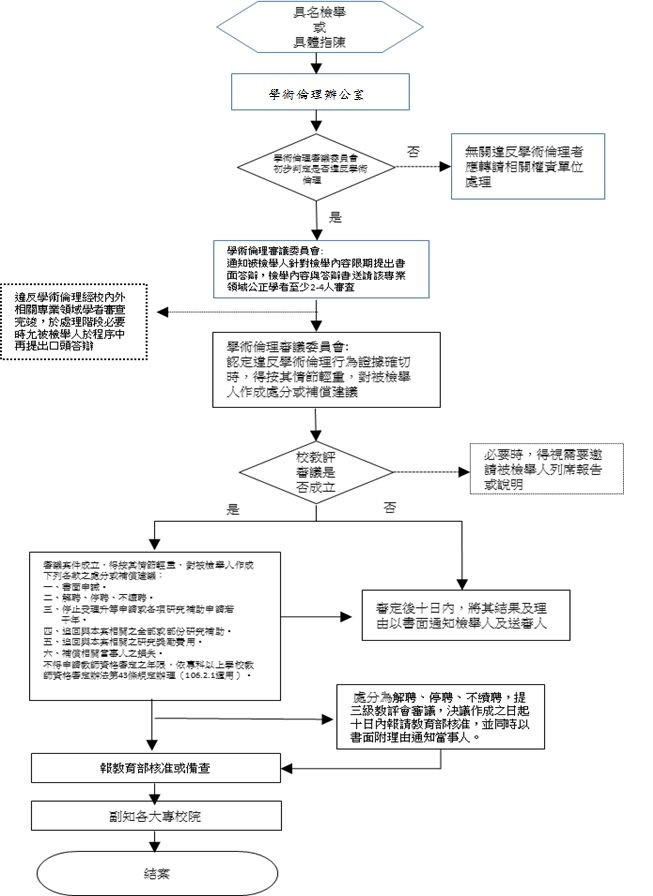 具名檢舉
或
具體指陳
學術倫理辦公室
學術倫理審議委員會
初步判定是否違反學術
倫理
否
無關違反學術倫理者
應轉請相關權責單位
處理
是
學術倫理審議委員會:
通知被檢舉人針對檢舉內容限期提出書
面答辯，檢舉內容與答辯書送請該專業
領域公正學者至少2-4人審查
違反學術倫理經校內外
相關專業領域學者審查
完竣，於處理階段必要
時尤被檢舉人於程序中
再提出口頭答辯
學術倫理審議委員會:
認定違反學術倫理行為證據確切
時，得按其情節輕重，對被檢舉
人作成處分或補償建議
校教評
審議是
否成立
必要時，得視需要邀
請被檢舉人列席報告
或說明
是
否
審議案件成立，得按其情節輕重，對被檢舉人作成
下列各款之處分或補償建議：
一、書面申誡。
二、解聘、停聘、不續聘。
三、停止受理升等申請或各項研究補助申請若
干年。
四、追回與本案相關之全部或部份研究補助。
五、追回與本案相關之研究獎勵費用。
六、補償相關當事人之損失。
不得申請教師資格審定之年限，依專科以上學校教
師資格審定辦法第43條規定辦理（106.2.1適用）。
審定後十日內，將其結果及理
由以書面通知檢舉人及送審人
處分為解聘、停聘、不續聘，提
三級教評會審議，決議作成之日起
十日內報請教育部核准，並同時以
書面附理由通知當事人。
報教育部核准或備查
副知各大專校院
結案